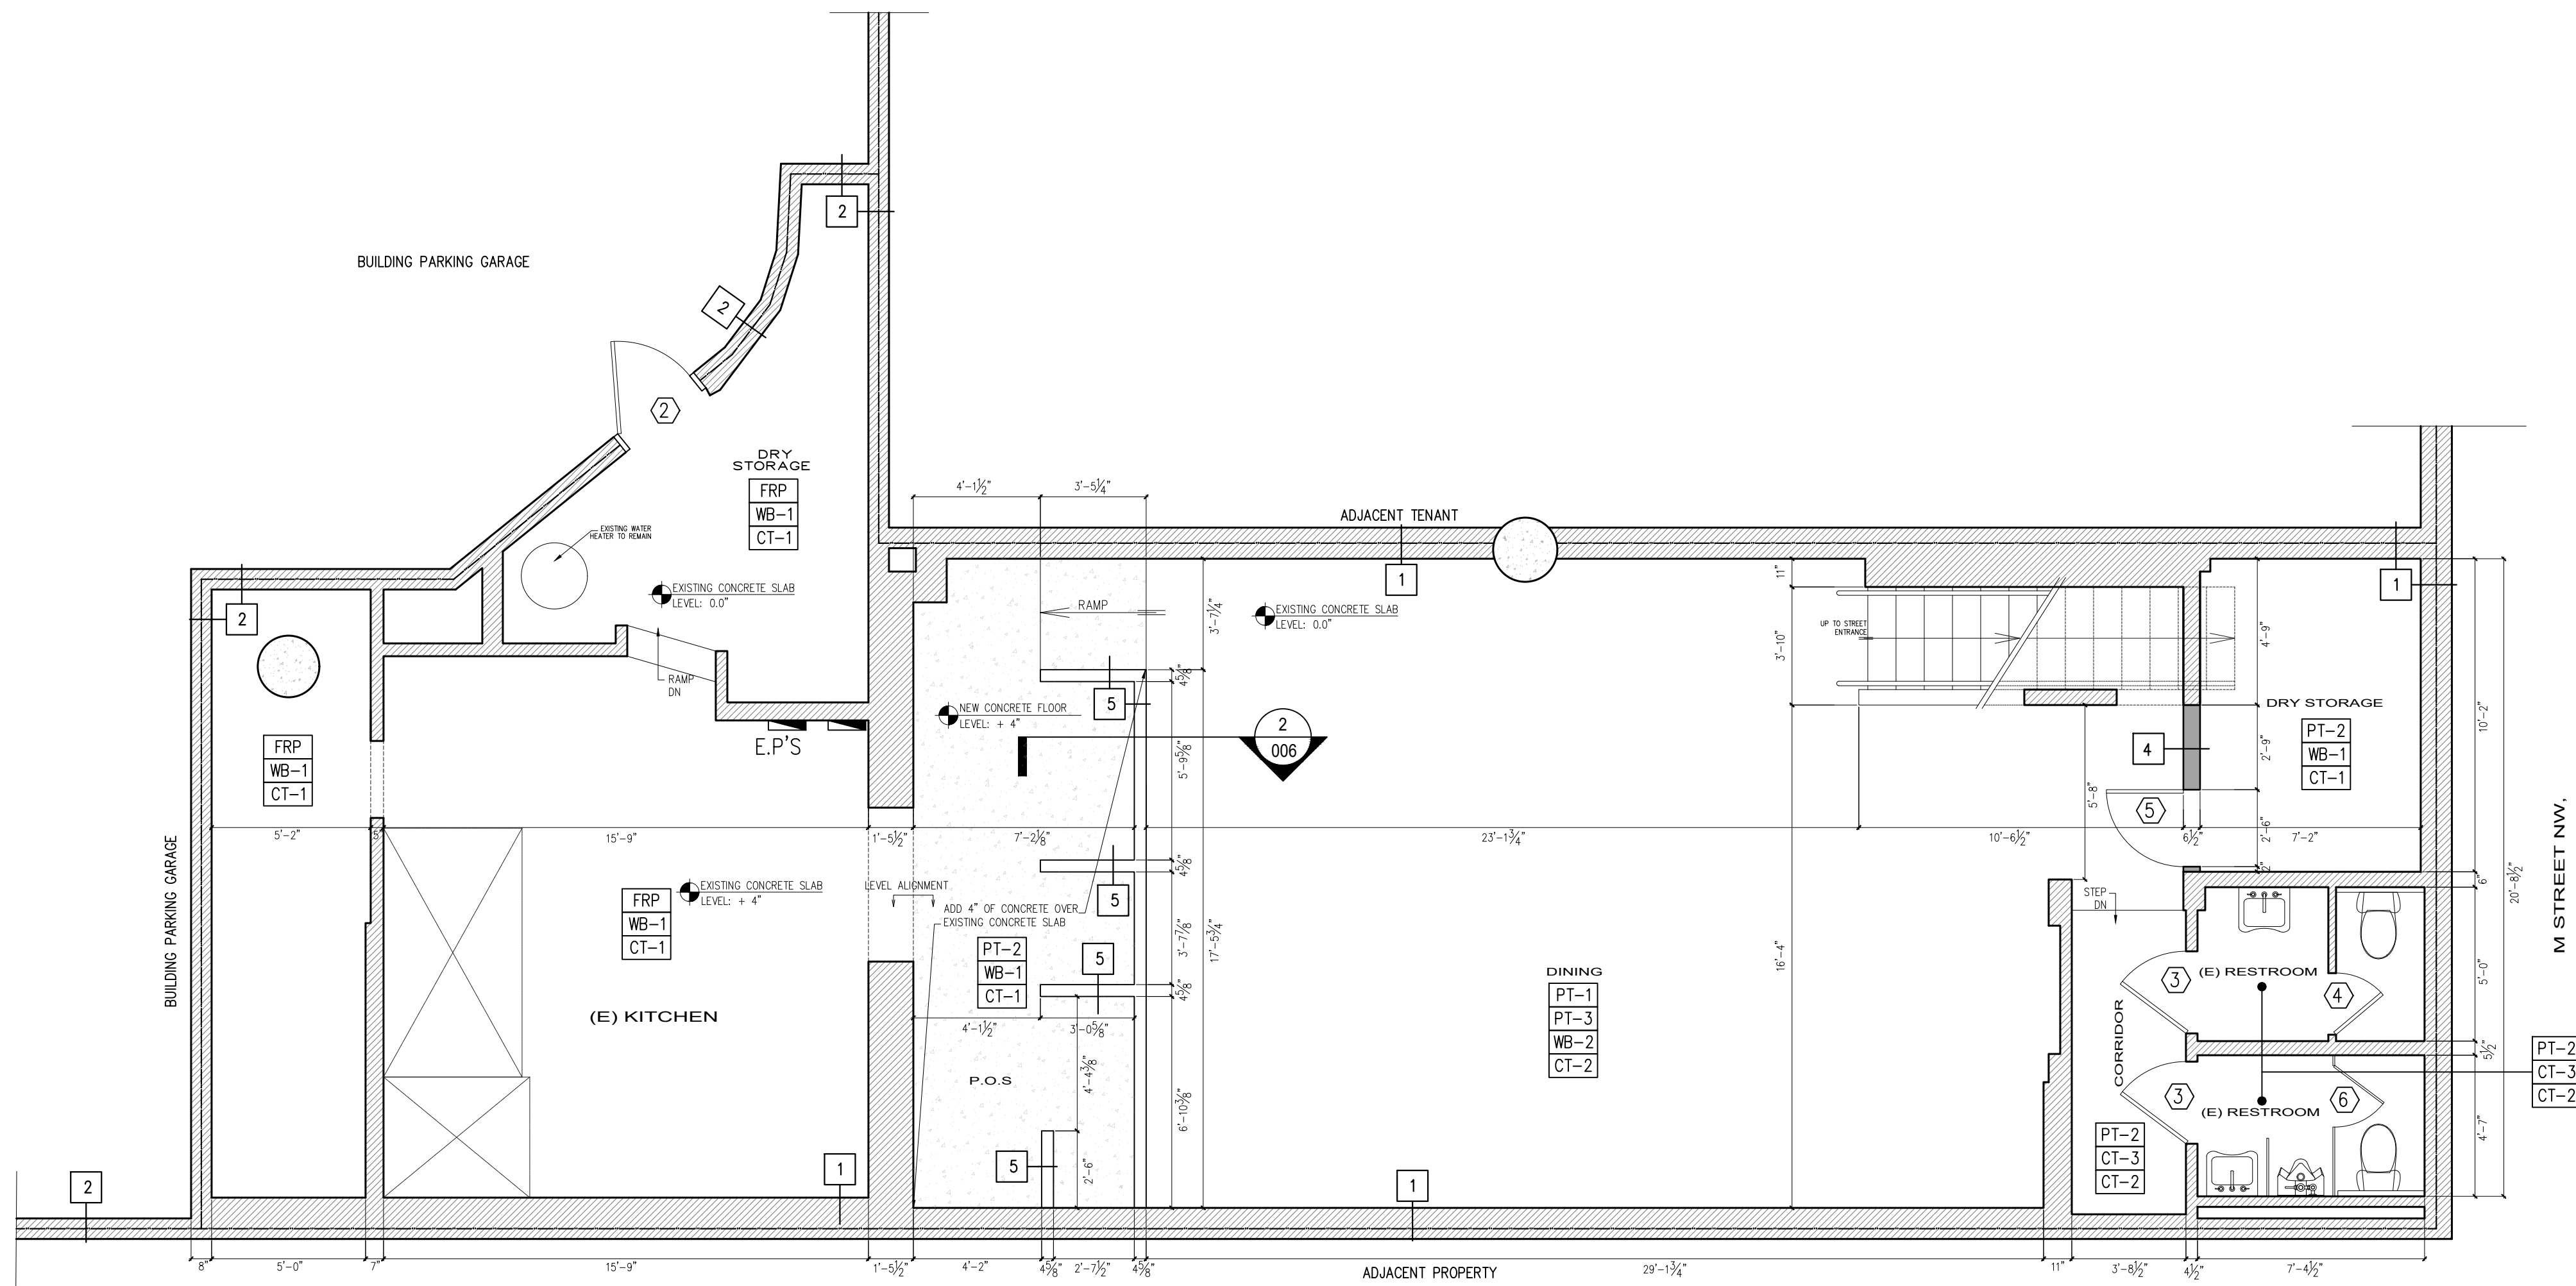 BUILDING PARKING GARAGE
2
2
2
DRY
STORAGE
FRP
WB-1
CT-1
EXISTING WATER
HEATER TO REMAIN
EXISTING CONCRETE SLAB
LEVEL: 0.0"
RAMP
DN
E.P'S
2
FRP
WB-1
CT-1
BUILDING PARKING GARAGE
5'-2"
5"
15'-9"
1'-5½"
7'-2⅛"
23'-1¾"
10'-6½"
6½"
7'-2"
FRP
WB-1
CT-1
EXISTING CONCRETE SLAB
LEVEL: + 4"
(E) KITCHEN
LEVEL ALIGNMENT
ADD 4" OF CONCRETE OVER
EXISTING CONCRETE SLAB
4'-1½"
3'-5¼"
ADJACENT TENANT
1
RAMP
EXISTING CONCRETE SLAB
LEVEL: 0.0"
3'-7¼"
4⅝"
5
NEW CONCRETE FLOOR
LEVEL: + 4"
2
006
5'-9⅝"
4⅝"
5
3'-7⅞"
17'-5¾"
PT-2
WB-1
CT-1
5
4⅝"
4'-1½"
3'-0⅝"
4'-4⅜"
P.O.S
6'-10⅜"
5
2'-6"
DINING
PT-1
PT-3
WB-2
CT-2
11"
3'-10"
16'-4"
UP TO STREET
ENTRANCE
5'-8"
4
5
4'-9"
2'-9"
2'-6"
2"
DRY STORAGE
PT-2
WB-1
CT-1
1
10'-2"
6"
20'-8½"
5'-0"
5½"
4'-7"
M STREET NW,
STEP
DN
CORRIDOR
3
(E) RESTROOM
4
3
(E) RESTROOM
6
PT-2
CT-3
CT-2
PT-2
CT-3
CT-2
2
1
1
8"
5'-0"
7"
15'-9"
1'-5½"
4'-2"
4⅝"
2'-7½"
4⅝"
ADJACENT PROPERTY
29'-1¾"
11"
3'-8½"
4½"
7'-4½"